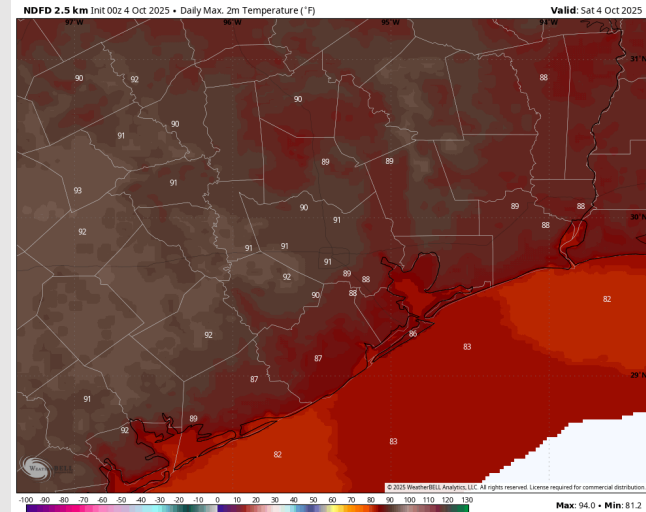 NDFD 2.5 km Init 00z 4 Oct 2025 • Daily Max. 2m Temperature (°F)
Valid: Sat 4 Oct 2025
97°W 96°W 95°W 94°W
31°N
90 92 88
90 90
91
89 89
91
93
90 89 88
30°N
91 88
92
91 91
91
92 89 88
90 88
82
92 86
83
87
29°N
87
91
89
92
83
82
WEATHERBELL
© 2025 WeatherBELL Analytics, LLC. All rights reserved. License required for commercial distribution.
-100 -90 -80 -70 -60 -50 -40 -30 -20 -10 0 10 20 30 40 50 60 70 80 90 100 110 120 130
Max: 94.0 • Min: 81.2